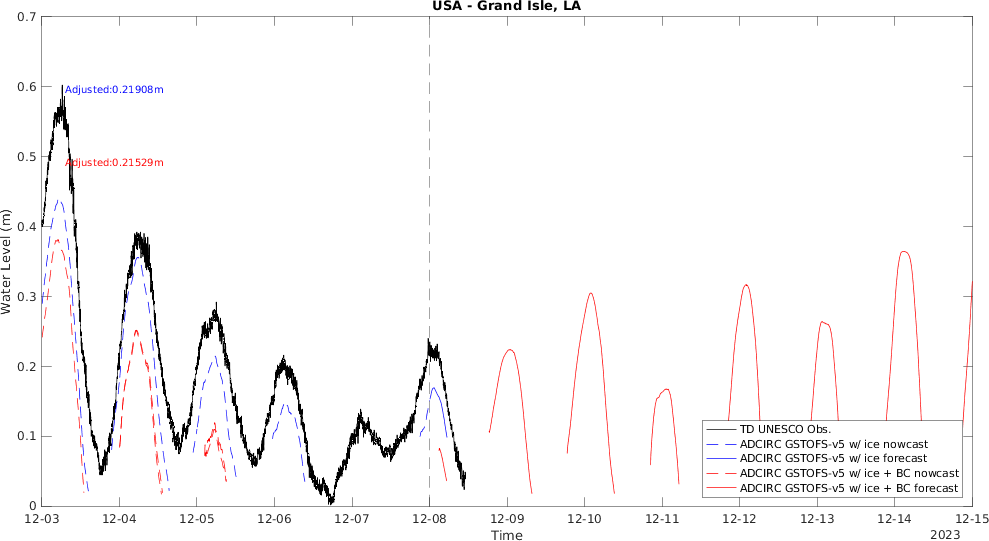 USA - Grand Isle, LA
0.7
0.6
0.5
0.4
0.3
0.2
0.1
0
Water Level (m)
Adjusted:0.21908m
Adjusted:0.21529m
TD UNESCO Obs.
ADCIRC GSTOFS-v5 w/ ice nowcast
ADCIRC GSTOFS-v5 w/ ice forecast
ADCIRC GSTOFS-v5 w/ ice + BC nowcast
ADCIRC GSTOFS-v5 w/ ice + BC forecast
12-03 12-04 12-05 12-06 12-07 12-08 12-09 12-10 12-11 12-12 12-13 12-14 12-15
Time
2023